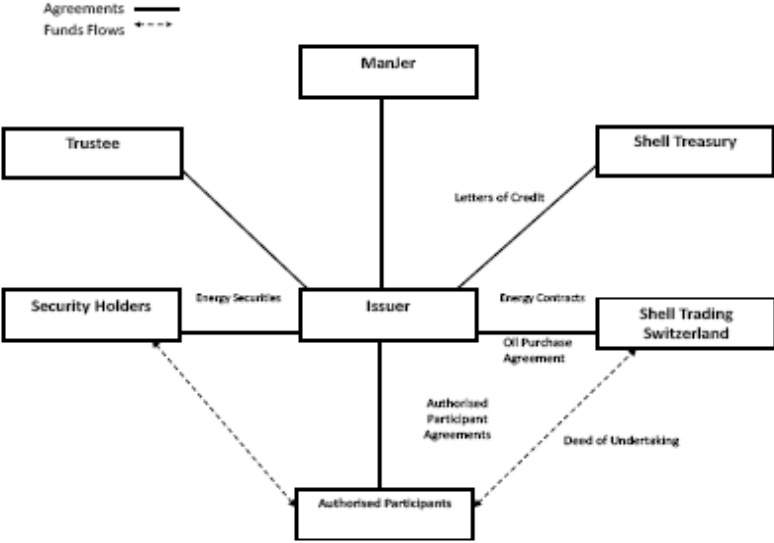 Agreements
Funds Flows
ManJer
Trustee
Shell Treasury
Letters of Credit
Security Holders
Energy Securities
Issuer
Energy Contracts
Shell Trading
Switzerland
Oil Purchase
Agreement
Authorised
Participant
Agreements
Deed of Undertaking
Authorised Participants